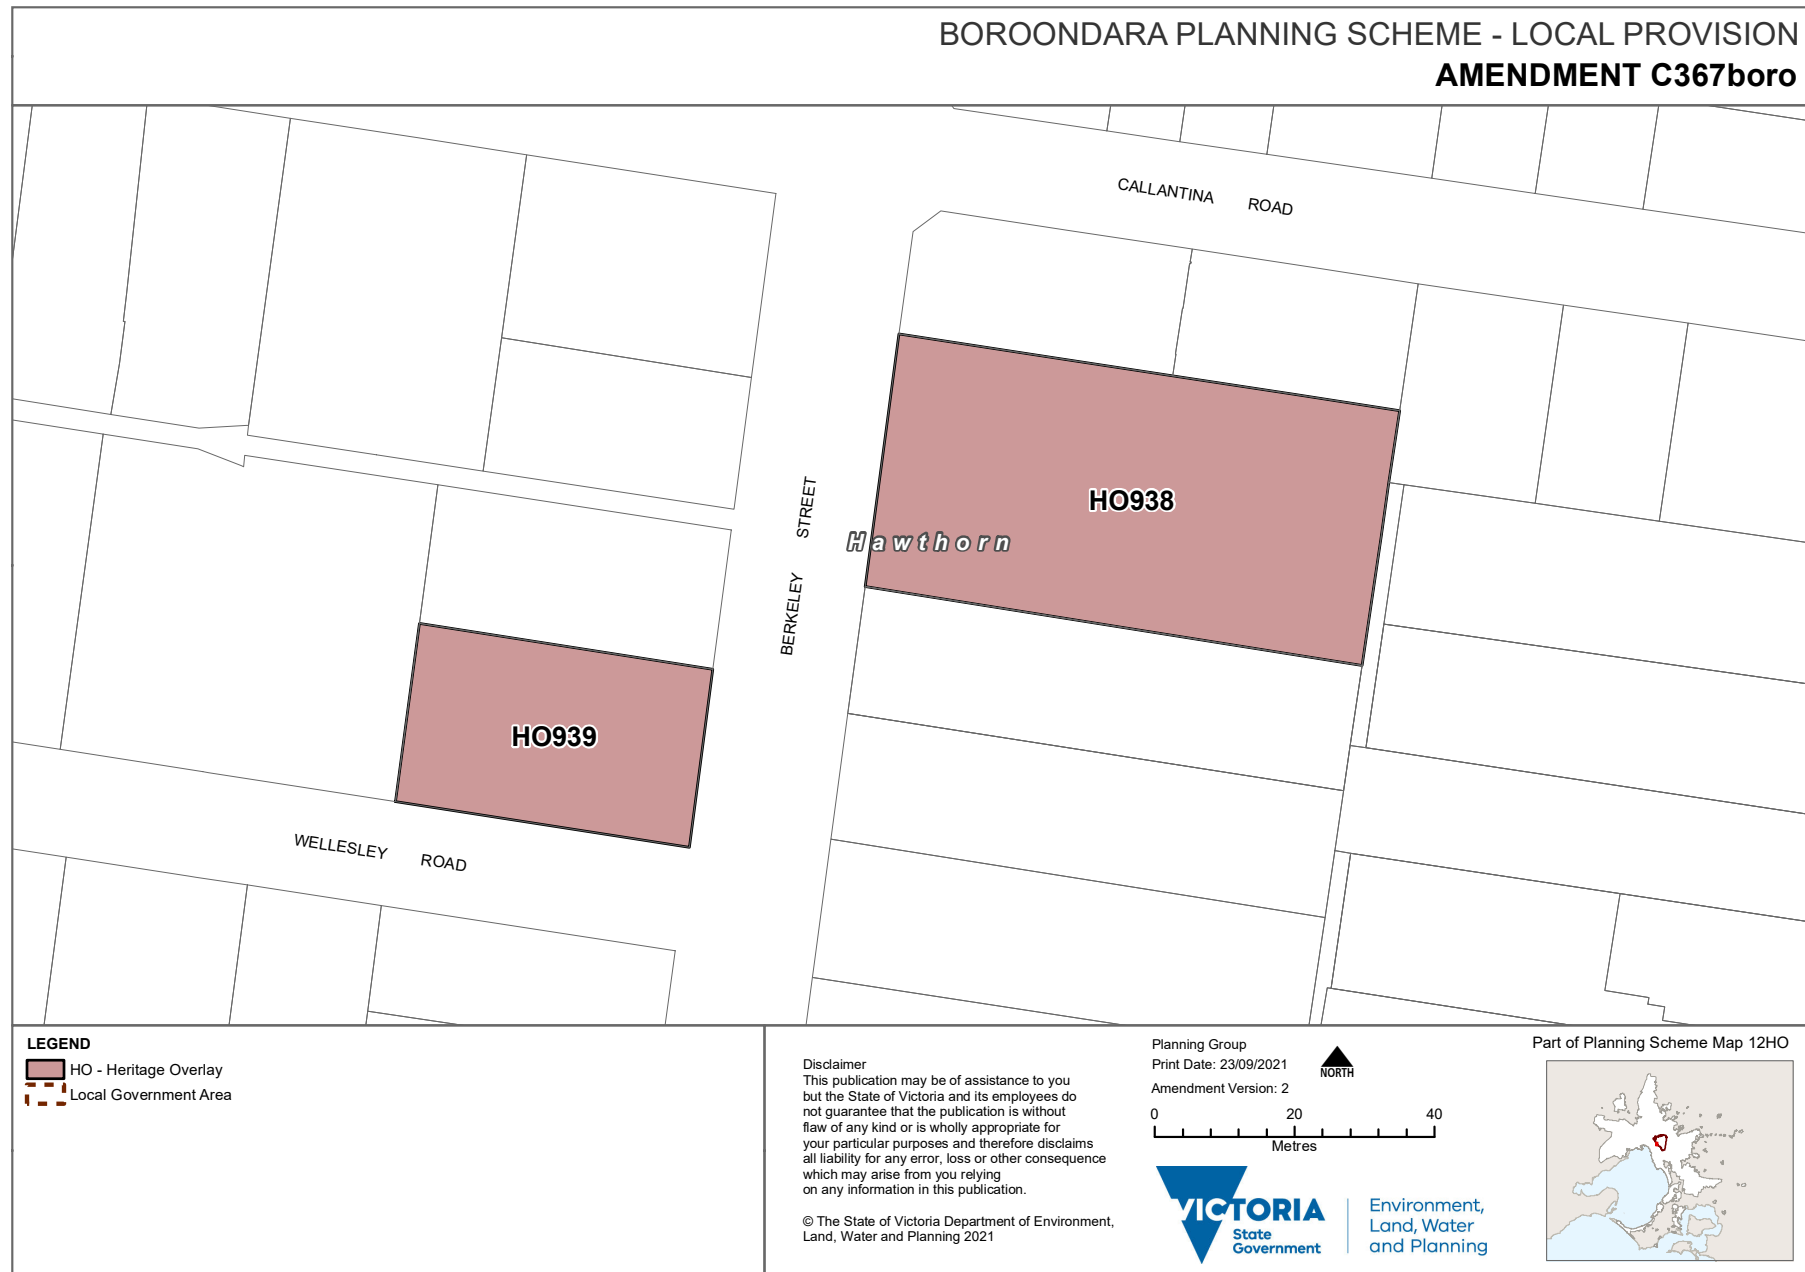 BOROONDARA PLANNING SCHEME - LOCAL PROVISION
AMENDMENT C367boro
CALLANTINA ROAD
HO938
BERKELEY STREET
Hawthorn
HO939
WELLESLEY ROAD
LEGEND
HO - Heritage Overlay
Local Government Area
Disclaimer
This publication may be of assistance to you
but the State of Victoria and its employees do
not guarantee that the publication is without
flaw of any kind or is wholly appropriate for
your particular purposes and therefore disclaims
all liability for any error, loss or other consequence
which may arise from you relying
on any information in this publication.
© The State of Victoria Department of Environment,
Land, Water and Planning 2021
Planning Group
Print Date: 23/09/2021
Amendment Version: 2
NORTH
0 20 40
Metres
VICTORIA
State
Government
Environment,
Land, Water
and Planning
Part of Planning Scheme Map 12HO